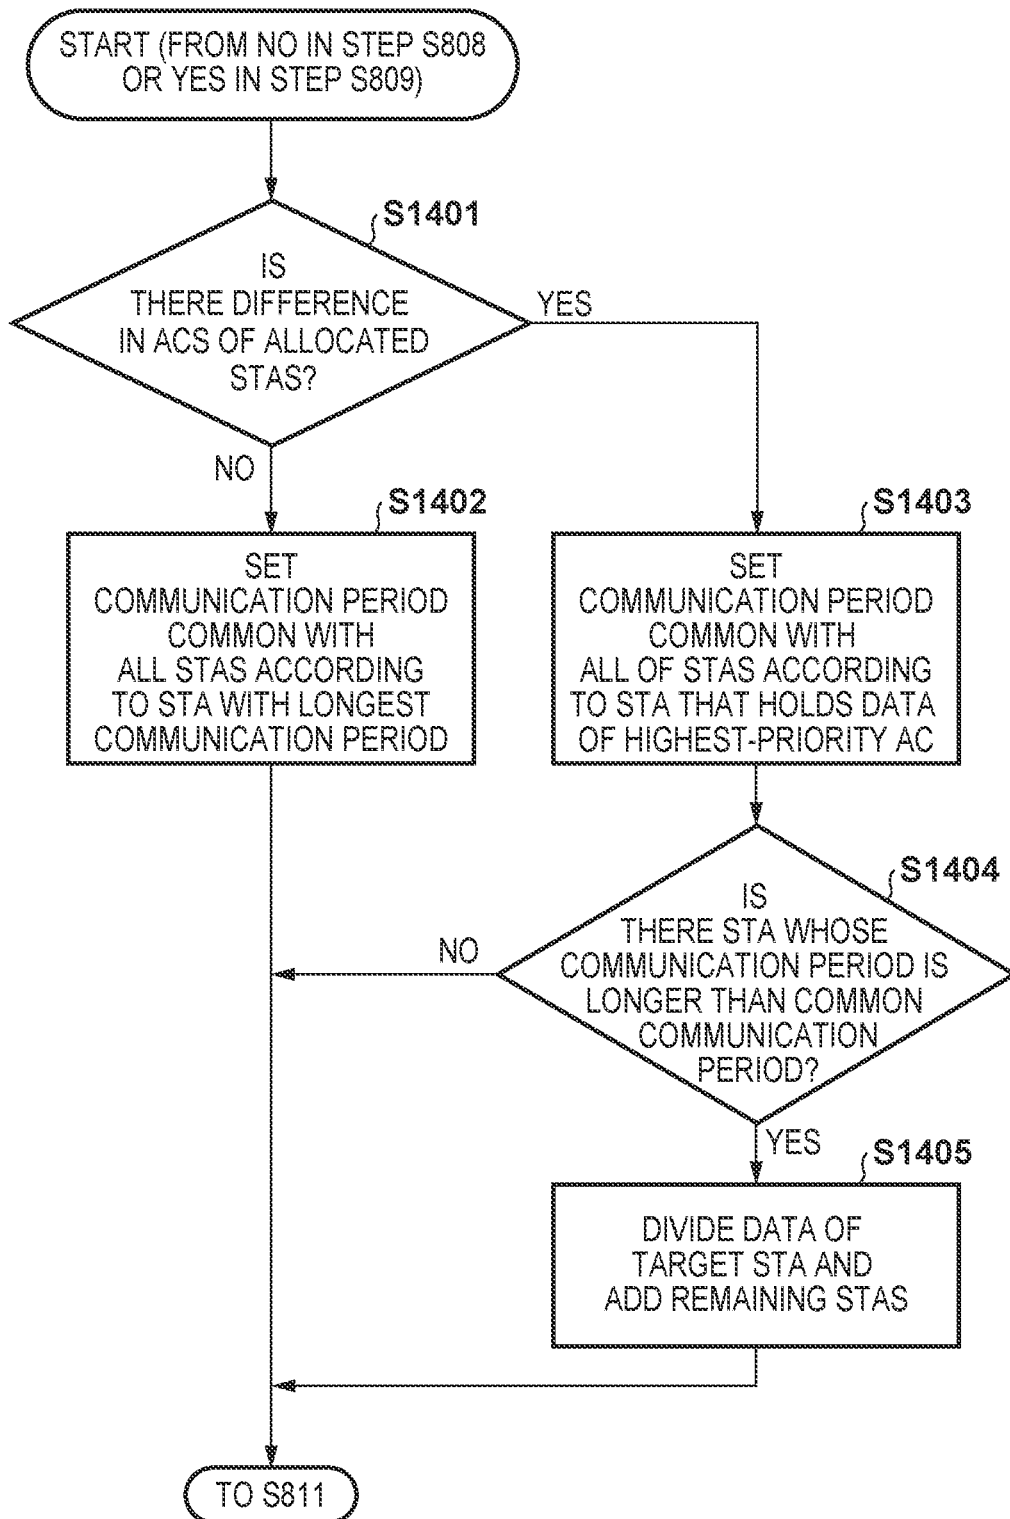 START (FROM NO IN STEP S808
OR YES IN STEP S809)
S1401
IS
THERE DIFFERENCE
IN ACS OF ALLOCATED
STAS?
YES
NO
S1402
SET
COMMUNICATION PERIOD
COMMON WITH
ALL STAS ACCORDING
TO STA WITH LONGEST
COMMUNICATION PERIOD
S1403
SET
COMMUNICATION PERIOD
COMMON WITH
ALL OF STAS ACCORDING
TO STA THAT HOLDS DATA
OF HIGHEST-PRIORITY AC
S1404
IS
THERE STA WHOSE
COMMUNICATION PERIOD IS
LONGER THAN COMMON
COMMUNICATION
PERIOD?
NO
YES
S1405
DIVIDE DATA OF
TARGET STA AND
ADD REMAINING STAS
TO S811